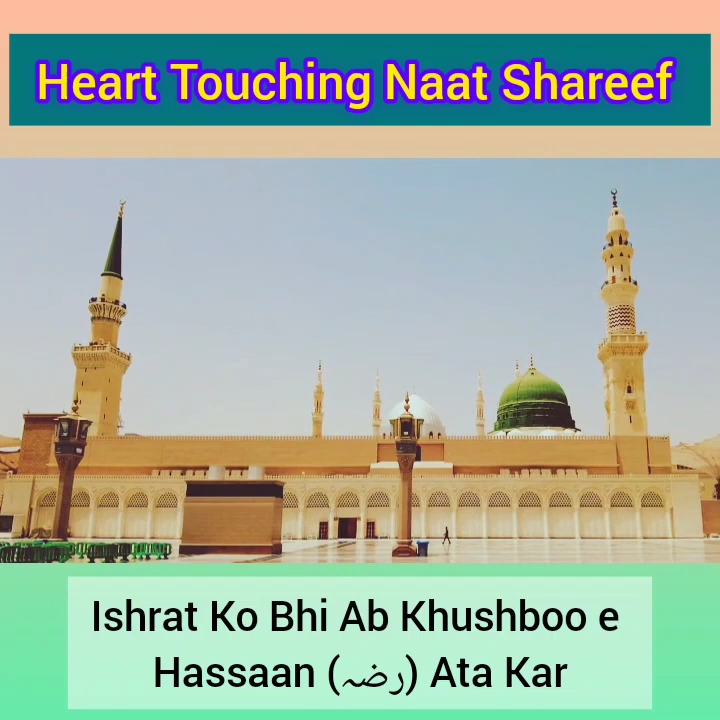 Heart Touching Naat Shareef
Ishrat Ko Bhi Ab Khushboo e
Hassaan (رضہ) Ata Kar